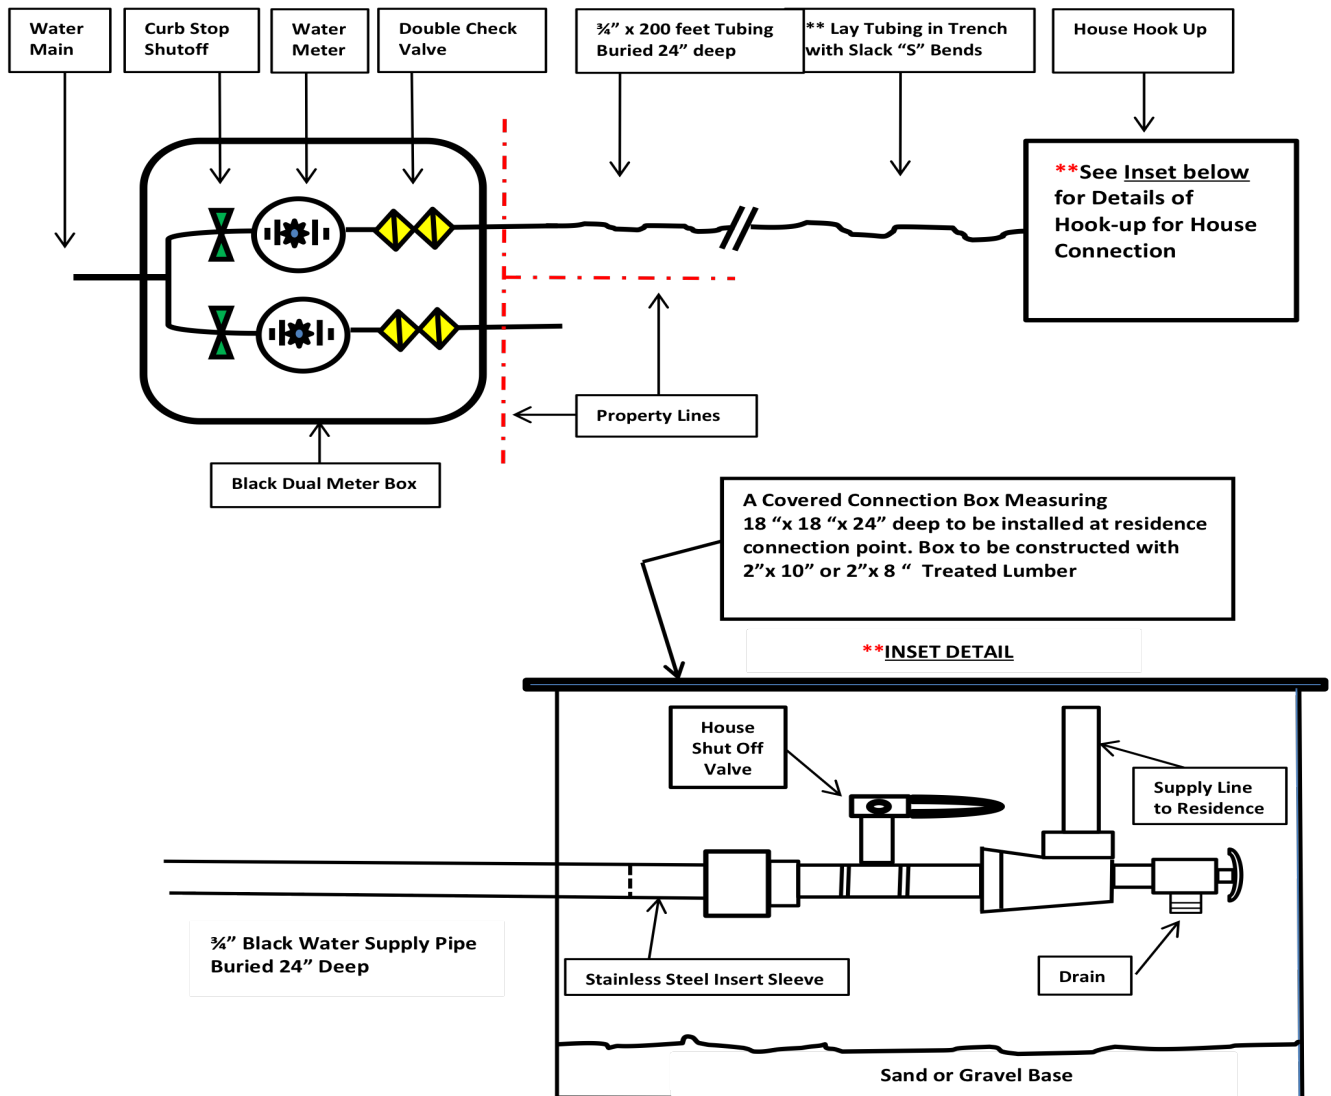 Water
Main
Curb Stop
Shutoff
Water
Meter
Double Check
Valve
¾” x 200 feet Tubing
Buried 24” deep
** Lay Tubing in Trench
with Slack “S” Bends
House Hook Up
**See Inset below
for Details of
Hook-up for House
Connection
Property Lines
Black Dual Meter Box
A Covered Connection Box Measuring
18 “x 18 “x 24” deep to be installed at residence
connection point. Box to be constructed with
2”x 10” or 2”x 8 “ Treated Lumber
**INSET DETAIL
House
Shut Off
Valve
Supply Line
to Residence
¾” Black Water Supply Pipe
Buried 24” Deep
Stainless Steel Insert Sleeve
Drain
Sand or Gravel Base